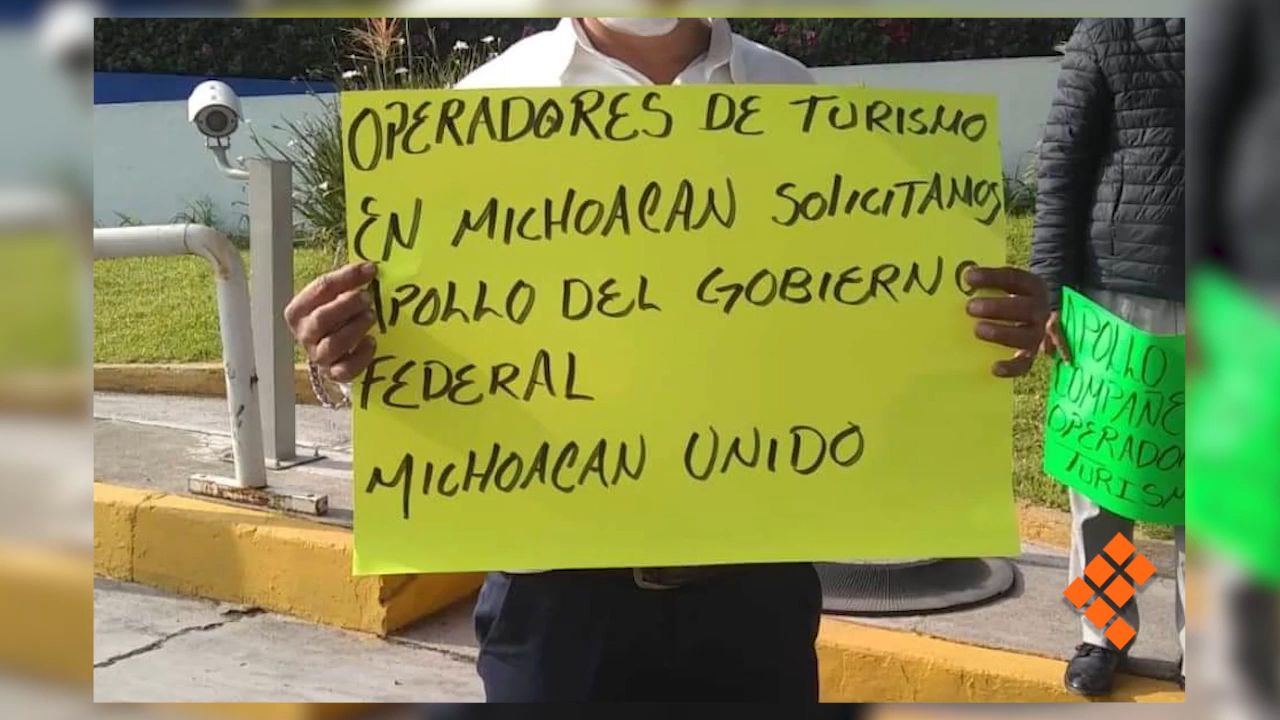 OPERADORES DE TURISMO
EN MICHOACAN SOLICITAMOS
APOLLO DEL GOBIERNO
FEDERAL
MICHOACAN UNIDO
APOLLO
COMPAÑE
OPERADO
TURISM